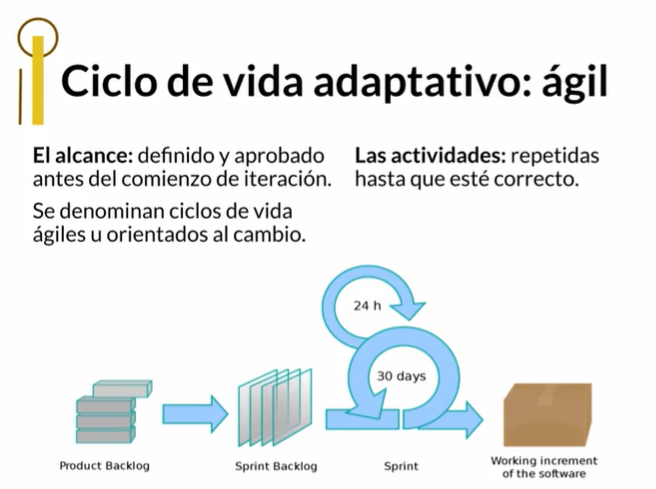 Ciclo de vida adaptativo: ágil
El alcance: definido y aprobado
antes del comienzo de iteración.
Se denominan ciclos de vida
ágiles u orientados al cambio.
Las actividades: repetidas
hasta que esté correcto.
24 h
30 days
Product Backlog
Sprint Backlog
Sprint
Working increment
of the software